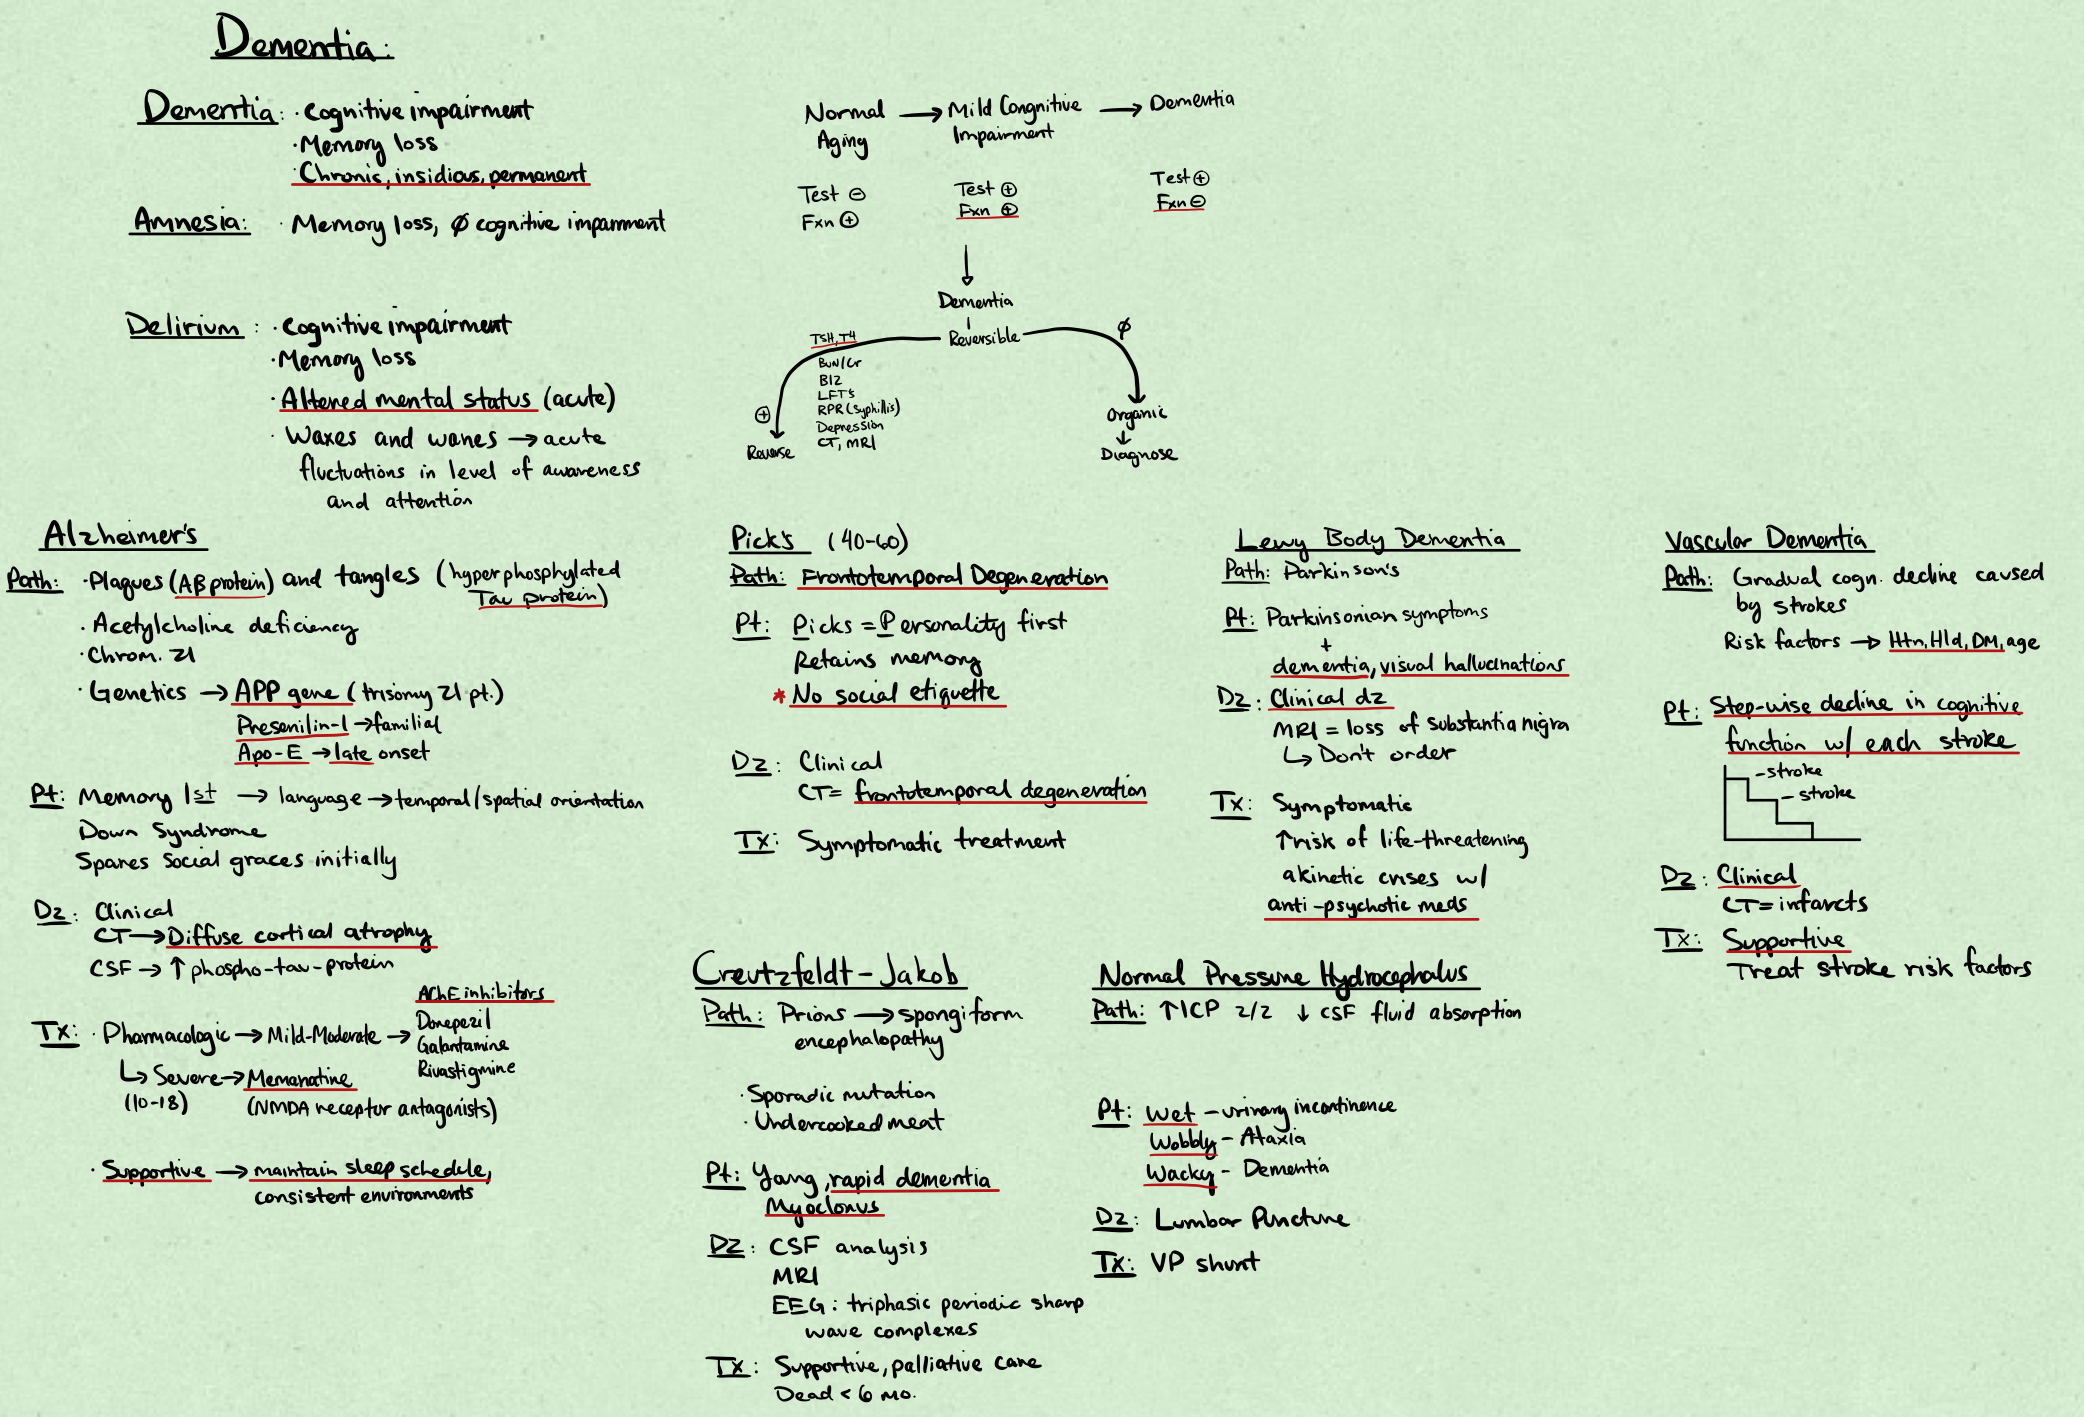 Dementia:
Dementia: · Cognitive impairment
· Memory loss
· Chronic, insidious, permanent
Amnesia: · Memory loss, ∅ cognitive impairment
Delirium: · Cognitive impairment
· Memory loss
· Altered mental status (acute)
· Waxes and wanes → acute
fluctuations in level of awareness
and attention
Normal Aging → Mild Congnitive Impairment → Dementia
Test ⊖ Test ⊕ Test ⊕
Fxn ⊕ Fxn ⊕ Fxn ⊖
↓
Dementia
Reversible
∅
TSH, T4
BUN/Cr
B12
LFT's
RPR (Syphillis)
Depression
CT, MRI
⊕
Reverse
Organic
↓
Diagnose
Alzheimer's
Path: · Plaques (AB protein) and tangles (hyperphosphylated
Tau protein)
· Acetylcholine deficiency
· Chrom. 21
· Genetics → APP gene (trisomy 21 pt.)
Presenilin-1 → familial
Apo-E → late onset
Pt: Memory 1st → language → temporal/spatial orientation
Down Syndrome
Spares Social graces initially
Dz: Clinical
CT → Diffuse cortical atrophy
CSF → ↑ phospho-tau-protein
Tx: · Pharmacologic → Mild-Moderate → AChE inhibitors
Donepezil
Galantamine
Rivastigmine
↳ Severe → Memanatine
(10-18) (NMDA receptor antagonists)
· Supportive → maintain sleep schedule,
consistent environments
Pick's (40-60)
Path: Frontotemporal Degeneration
Pt: Picks = Personality first
Retains memory
* No social etiquette
Dz: Clinical
CT = frontotemporal degeneration
Tx: Symptomatic treatment
Lewy Body Dementia
Path: Parkinson's
Pt: Parkinsonian symptoms
+
dementia, visual hallucinations
Dz: Clinical dz
MRI = loss of substantia nigra
↳ Don't order
Tx: Symptomatic
↑ risk of life-threatening
akinetic crises w/
anti-psychotic meds
Vascular Dementia
Path: Gradual cogn. decline caused
by strokes
Risk factors → Htn, Hld, DM, age
Pt: Step-wise decline in cognitive
function w/ each stroke
- stroke
- stroke
Dz: Clinical
CT = infarcts
Tx: Supportive
Treat stroke risk factors
Creutzfeldt-Jakob
Path: Prions → spongiform
encephalopathy
· Sporadic mutation
· Undercooked meat
Pt: Yang, rapid dementia
Myoclonus
Dz: CSF analysis
MRI
EEG: triphasic periodic sharp
wave complexes
Tx: Supportive, palliative care
Dead < 6 mo.
Normal Pressure Hydrocephalus
Path: ↑ ICP 2/2 ↓ CSF fluid absorption
Pt: Wet - urinary incontinence
Wobbly - Ataxia
Wacky - Dementia
Dz: Lumbar Puncture
Tx: VP shunt